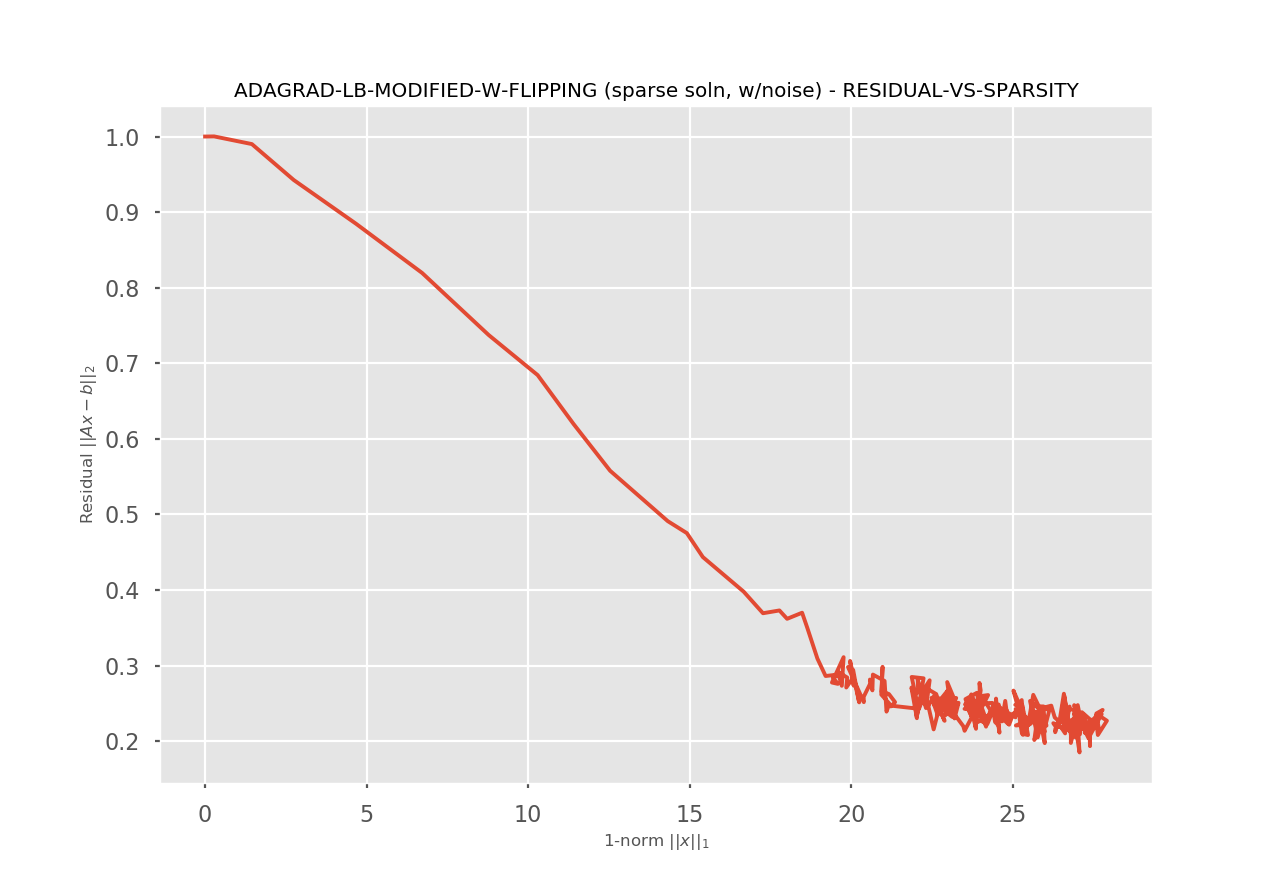 ADAGRAD-LB-MODIFIED-W-FLIPPING (sparse soln, w/noise) - RESIDUAL-VS-SPARSITY
1.0
0.9
0.8
0.7
0.6
0.5
0.4
0.3
0.2
Residual ||Ax − b||₂
0 5 10 15 20 25
1-norm ||x||₁